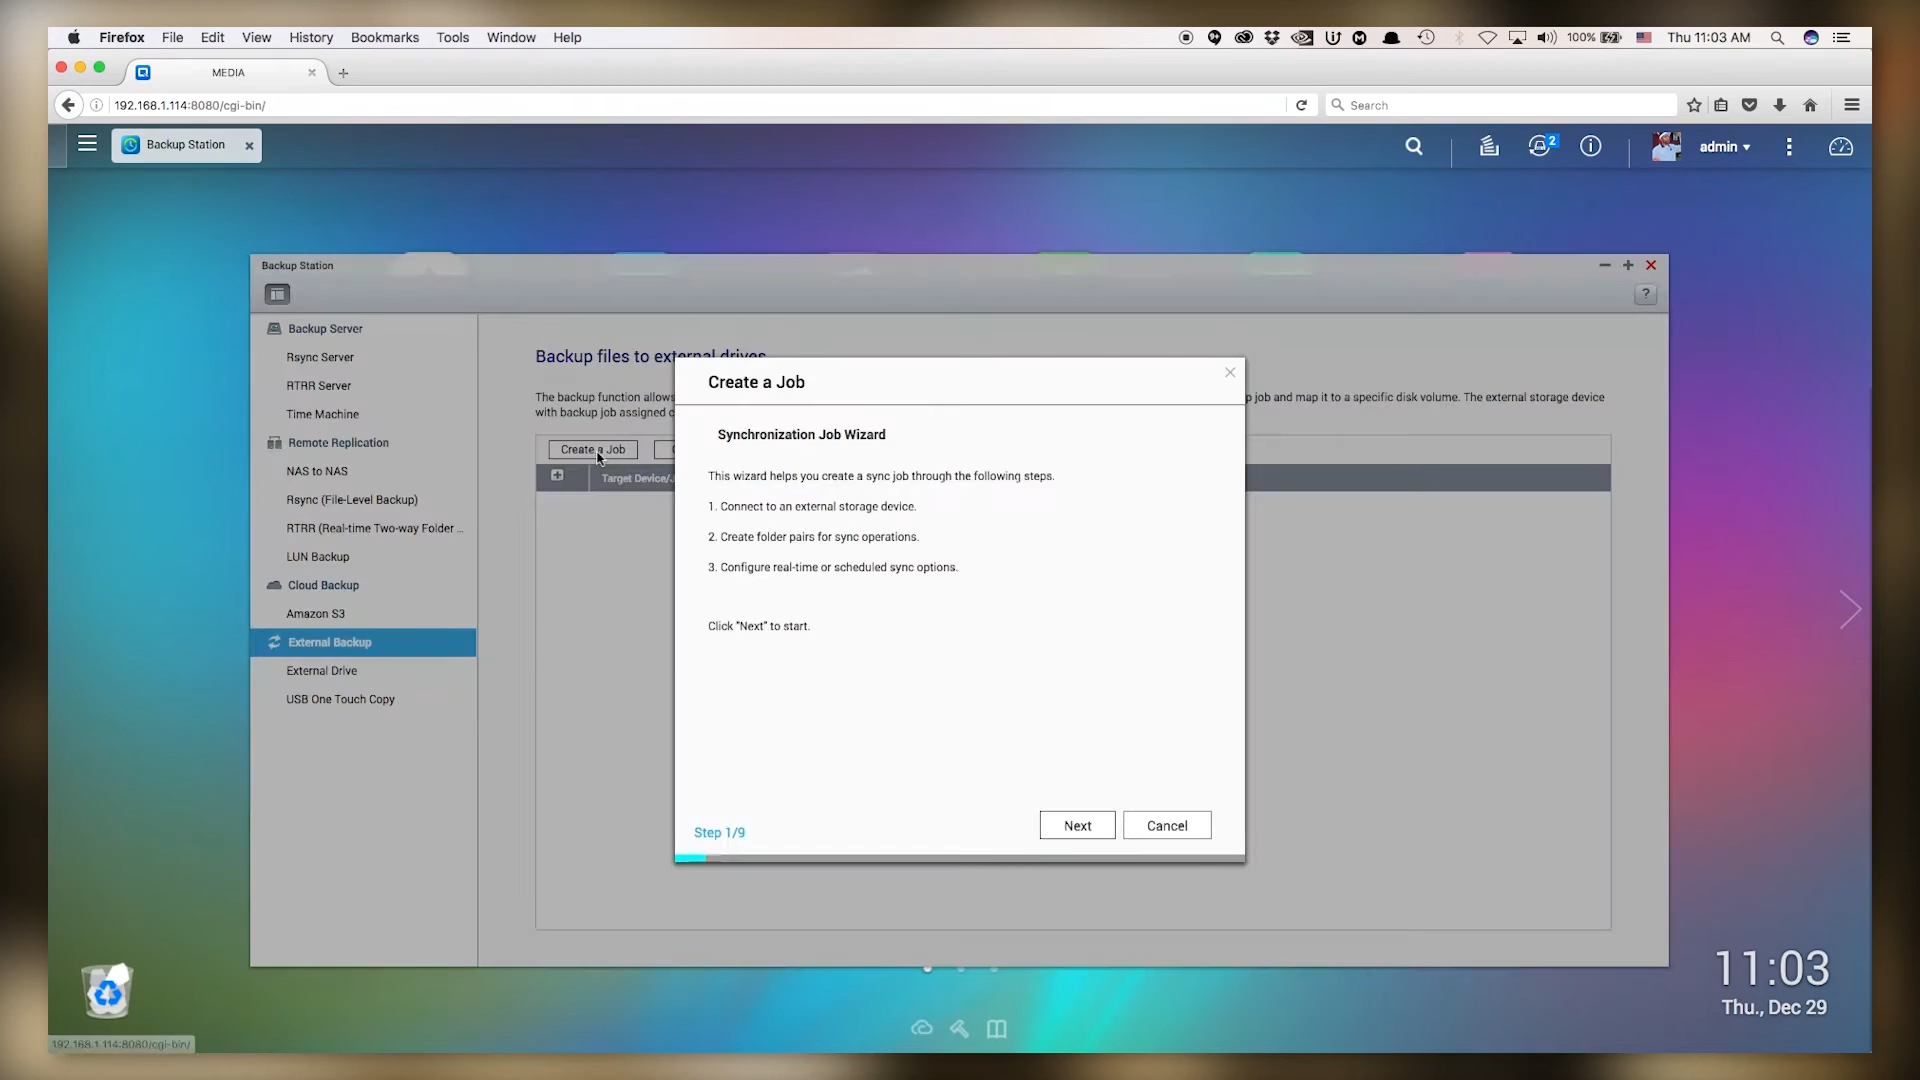 Firefox File Edit View History Bookmarks Tools Window Help 100% Thu 11:03 AM
MEDIA
192.168.1.114:8080/cgi-bin/ Search
Backup Station 2 admin
Backup Station
?
Backup Server
Rsync Server
RTRR Server
Time Machine
Remote Replication
NAS to NAS
Rsync (File-Level Backup)
RTRR (Real-time Two-way Folder ...
LUN Backup
Cloud Backup
Amazon S3
External Backup
External Drive
USB One Touch Copy
Backup files to external drives
The backup function allows
p job and map it to a specific disk volume. The external storage device
with backup job assigned
Create a Job
Target Device/
Create a Job
Synchronization Job Wizard
This wizard helps you create a sync job through the following steps.
1. Connect to an external storage device.
2. Create folder pairs for sync operations.
3. Configure real-time or scheduled sync options.
Click "Next" to start.
Step 1/9
Next Cancel
11:03
Thu., Dec 29
192.168.1.114:8080/cgi-bin/